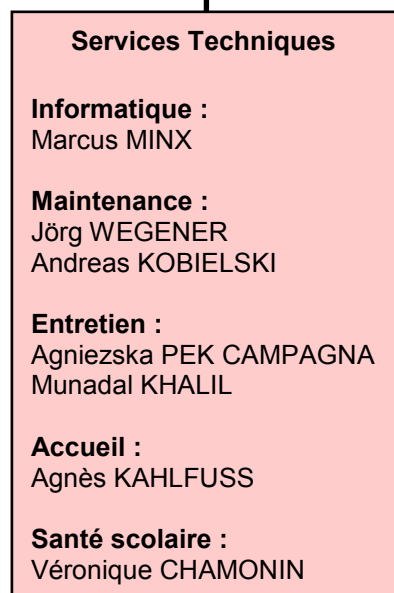 Services Techniques
Informatique :
Marcus MINX
Maintenance :
Jörg WEGENER
Andreas KOBIELSKI
Entretien :
Agniezska PEK CAMPAGNA
Munadal KHALIL
Accueil :
Agnès KAHLFUSS
Santé scolaire :
Véronique CHAMONIN